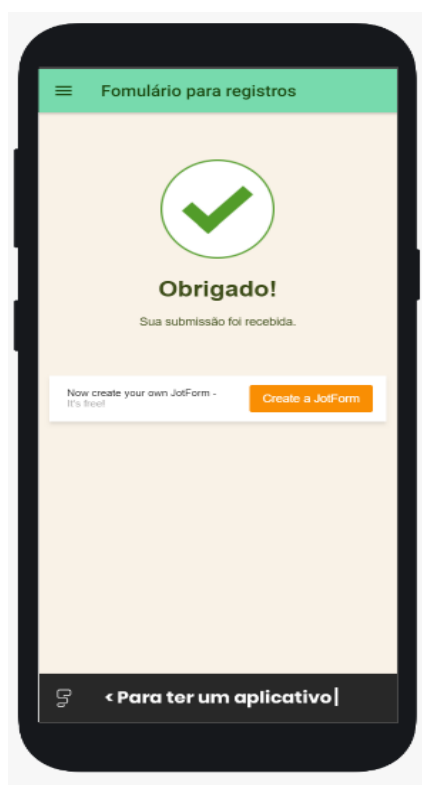 Fomulário para registros
Obrigado!
Sua submissão foi recebida.
Now create your own JotForm -
It's free!
Create a JotForm
< Para ter um aplicativo|